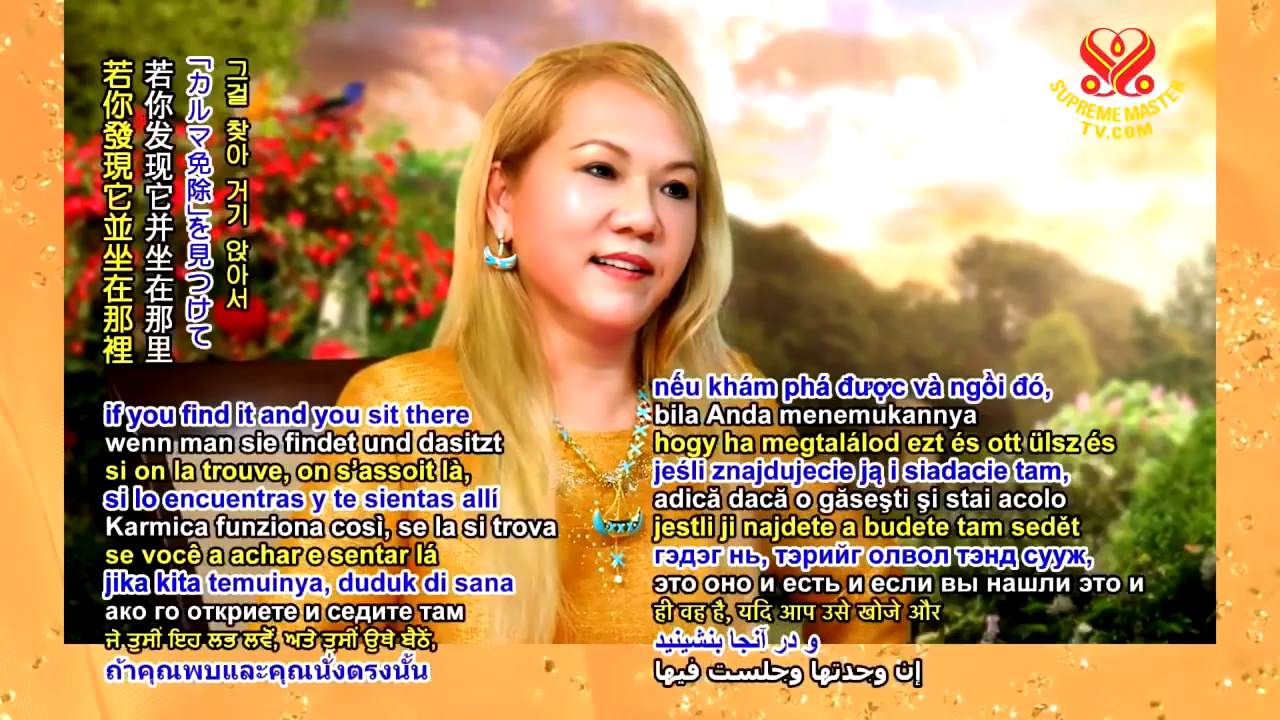 그걸 찾아 거기 앉아서
「カルマ免除」を見つけて
若你发现它并坐在那里
若你發現它並坐在那裡
SUPREME MASTER
TV.COM
if you find it and you sit there
wenn man sie findet und dasitzt
si on la trouve, on s’assoit là,
si lo encuentras y te sientas allí
Karmica funziona così, se la si trova
se você a achar e sentar lá
jika kita temuinya, duduk di sana
ако го откриете и седите там
ਜੇ ਤੁਸੀਂ ਇਹ ਲਭ ਲਵੋਂ, ਅਤੇ ਤੁਸੀਂ ਉਥੇ ਬੈਠੋਂ,
ถ้าคุณพบและคุณนั่งตรงนั้น
nếu khám phá được và ngồi đó,
bila Anda menemukannya
hogy ha megtalálod ezt és ott ülsz és
jeśli znajdujecie ją i siadacie tam,
adică dacă o găseşti şi stai acolo
jestli ji najdete a budete tam sedět
гэдэг нь, тэрийг олвол тэнд сууж,
это оно и есть и если вы нашли это и
ही वह है, यदि आप उसे खोजे और
و در آنجا بنشینید
إن وجدتها وجلست فيها